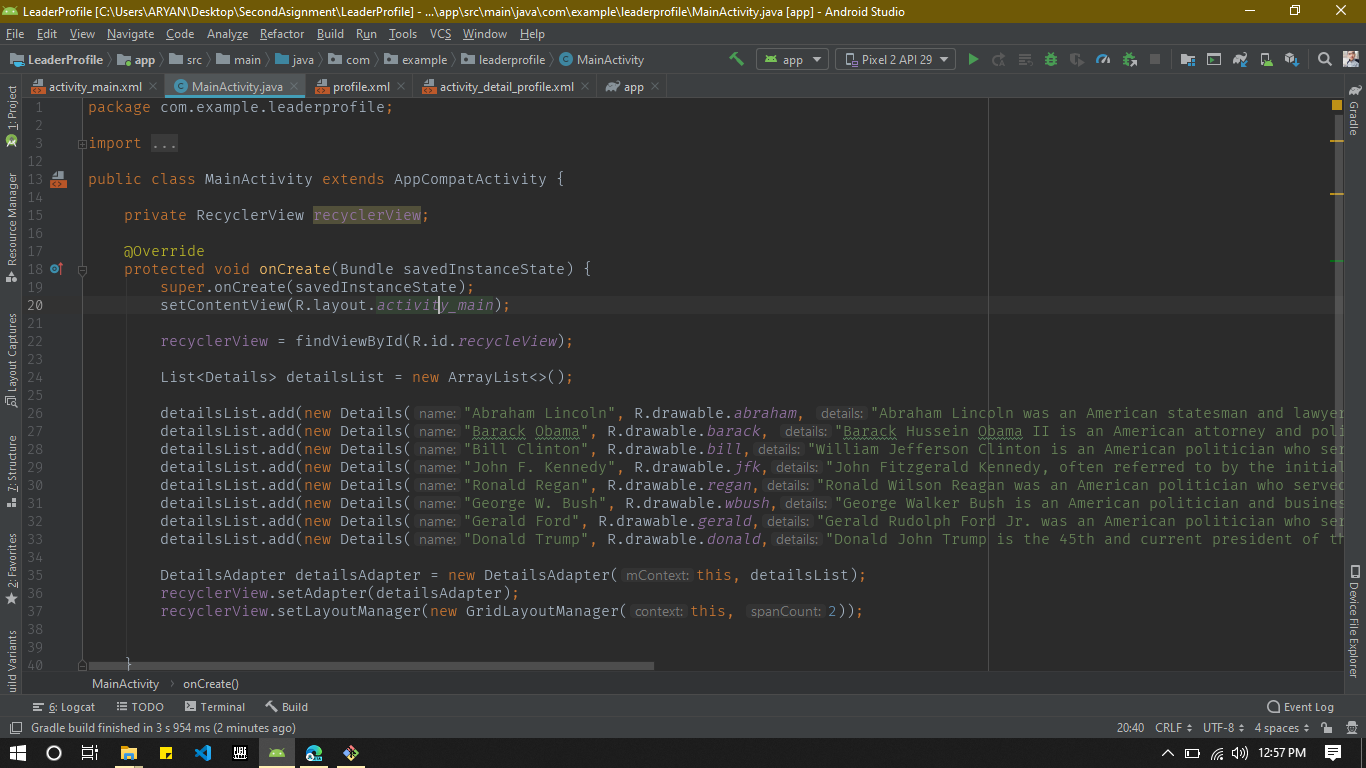 LeaderProfile [C:\Users\ARYAN\Desktop\SecondAsignment\LeaderProfile] - ...\app\src\main\java\com\example\leaderprofile\MainActivity.java [app] - Android Studio
File Edit View Navigate Code Analyze Refactor Build Run Tools VCS Window Help
LeaderProfile app src main java com example leaderprofile MainActivity app Pixel 2 API 29
activity_main.xml MainActivity.java profile.xml activity_detail_profile.xml app
1: Project
Resource Manager
Layout Captures
7: Structure
2: Favorites
uild Variants
1 package com.example.leaderprofile;
2
3 import ...
12
13 public class MainActivity extends AppCompatActivity {
14
15 private RecyclerView recyclerView;
16
17 @Override
18 protected void onCreate(Bundle savedInstanceState) {
19 super.onCreate(savedInstanceState);
20 setContentView(R.layout.activity_main);
21
22 recyclerView = findViewById(R.id.recycleView);
23
24 List<Details> detailsList = new ArrayList<>();
25
26 detailsList.add(new Details( name: "Abraham Lincoln", R.drawable.abraham, details: "Abraham Lincoln was an American statesman and lawyer
27 detailsList.add(new Details( name: "Barack Obama", R.drawable.barack, details: "Barack Hussein Obama II is an American attorney and poli
28 detailsList.add(new Details( name: "Bill Clinton", R.drawable.bill, details: "William Jefferson Clinton is an American politician who ser
29 detailsList.add(new Details( name: "John F. Kennedy", R.drawable.jfk, details: "John Fitzgerald Kennedy, often referred to by the initial
30 detailsList.add(new Details( name: "Ronald Regan", R.drawable.regan, details: "Ronald Wilson Reagan was an American politician who served
31 detailsList.add(new Details( name: "George W. Bush", R.drawable.wbush, details: "George Walker Bush is an American politician and busines
32 detailsList.add(new Details( name: "Gerald Ford", R.drawable.gerald, details: "Gerald Rudolph Ford Jr. was an American politician who ser
33 detailsList.add(new Details( name: "Donald Trump", R.drawable.donald, details: "Donald John Trump is the 45th and current president of th
34
35 DetailsAdapter detailsAdapter = new DetailsAdapter( mContext: this, detailsList);
36 recyclerView.setAdapter(detailsAdapter);
37 recyclerView.setLayoutManager(new GridLayoutManager( context: this, spanCount: 2));
38
39
40 }
Gradle
Device File Explorer
MainActivity onCreate()
6: Logcat TODO Terminal Build Event Log
Gradle build finished in 3 s 954 ms (2 minutes ago) 20:40 CRLF UTF-8 4 spaces
12:57 PM